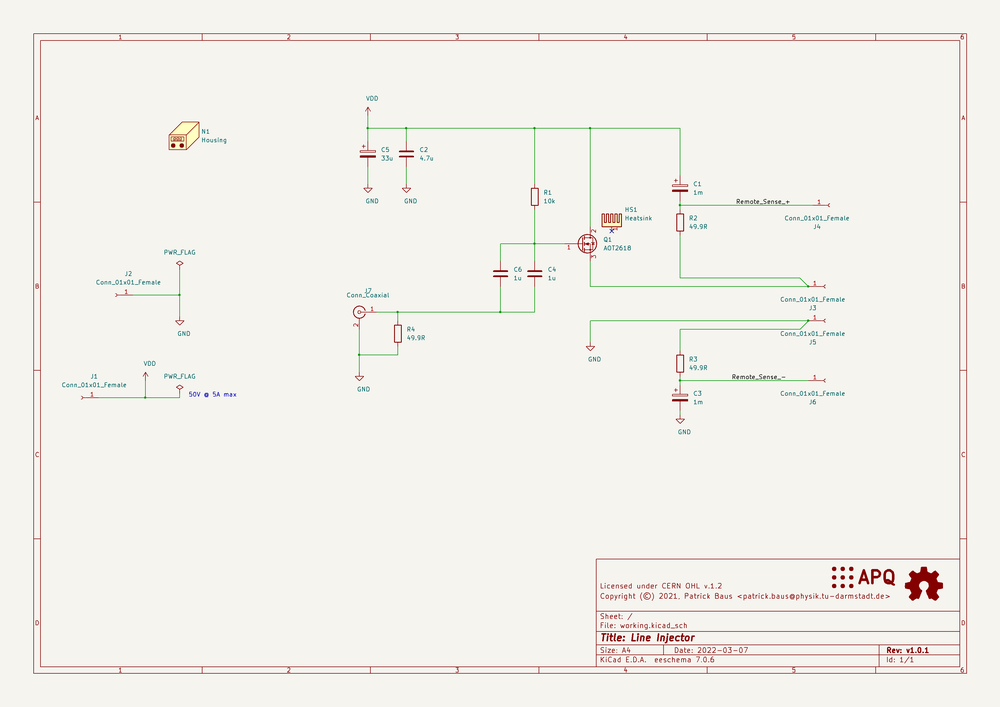 1 2 3 4 5 6
A A
VDD
N1
Housing
+ C5
33u
C2
4.7u
GND GND
R1
10k
+ C1
1m
HS1
Heatsink
Remote_Sense_+ 1
Conn_01x01_Female
J4
R2
49.9R
Q1
AOT2618
1 2 3
PWR_FLAG
J2
Conn_01x01_Female
1
GND
C6
1u
C4
1u
B B
J7
Conn_Coaxial
1
2
R4
49.9R
GND
1
Conn_01x01_Female
J3
1
Conn_01x01_Female
J5
GND
R3
49.9R
VDD
PWR_FLAG
J1
Conn_01x01_Female
1
50V @ 5A max
Remote_Sense_- 1
Conn_01x01_Female
J6
+ C3
1m
GND
C C
D D
APQ
Licensed under CERN OHL v.1.2
Copyright (©) 2021, Patrick Baus <patrick.baus@physik.tu-darmstadt.de>
Sheet: /
File: working.kicad_sch
Title: Line Injector
Size: A4 Date: 2022-03-07 Rev: v1.0.1
KiCad E.D.A. eeschema 7.0.6 Id: 1/1
1 2 3 4 5 6